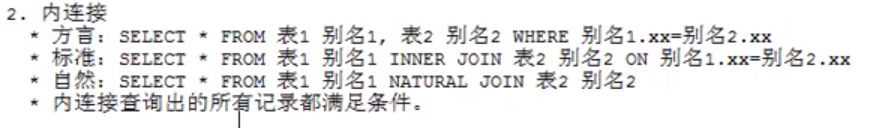 2. 内连接
* 方言：SELECT * FROM 表1 别名1, 表2 别名2 WHERE 别名1.xx=别名2.xx
* 标准：SELECT * FROM 表1 别名1 INNER JOIN 表2 别名2 ON 别名1.xx=别名2.xx
* 自然：SELECT * FROM 表1 别名1 NATURAL JOIN 表2 别名2
* 内连接查询出的所有记录都满足条件。